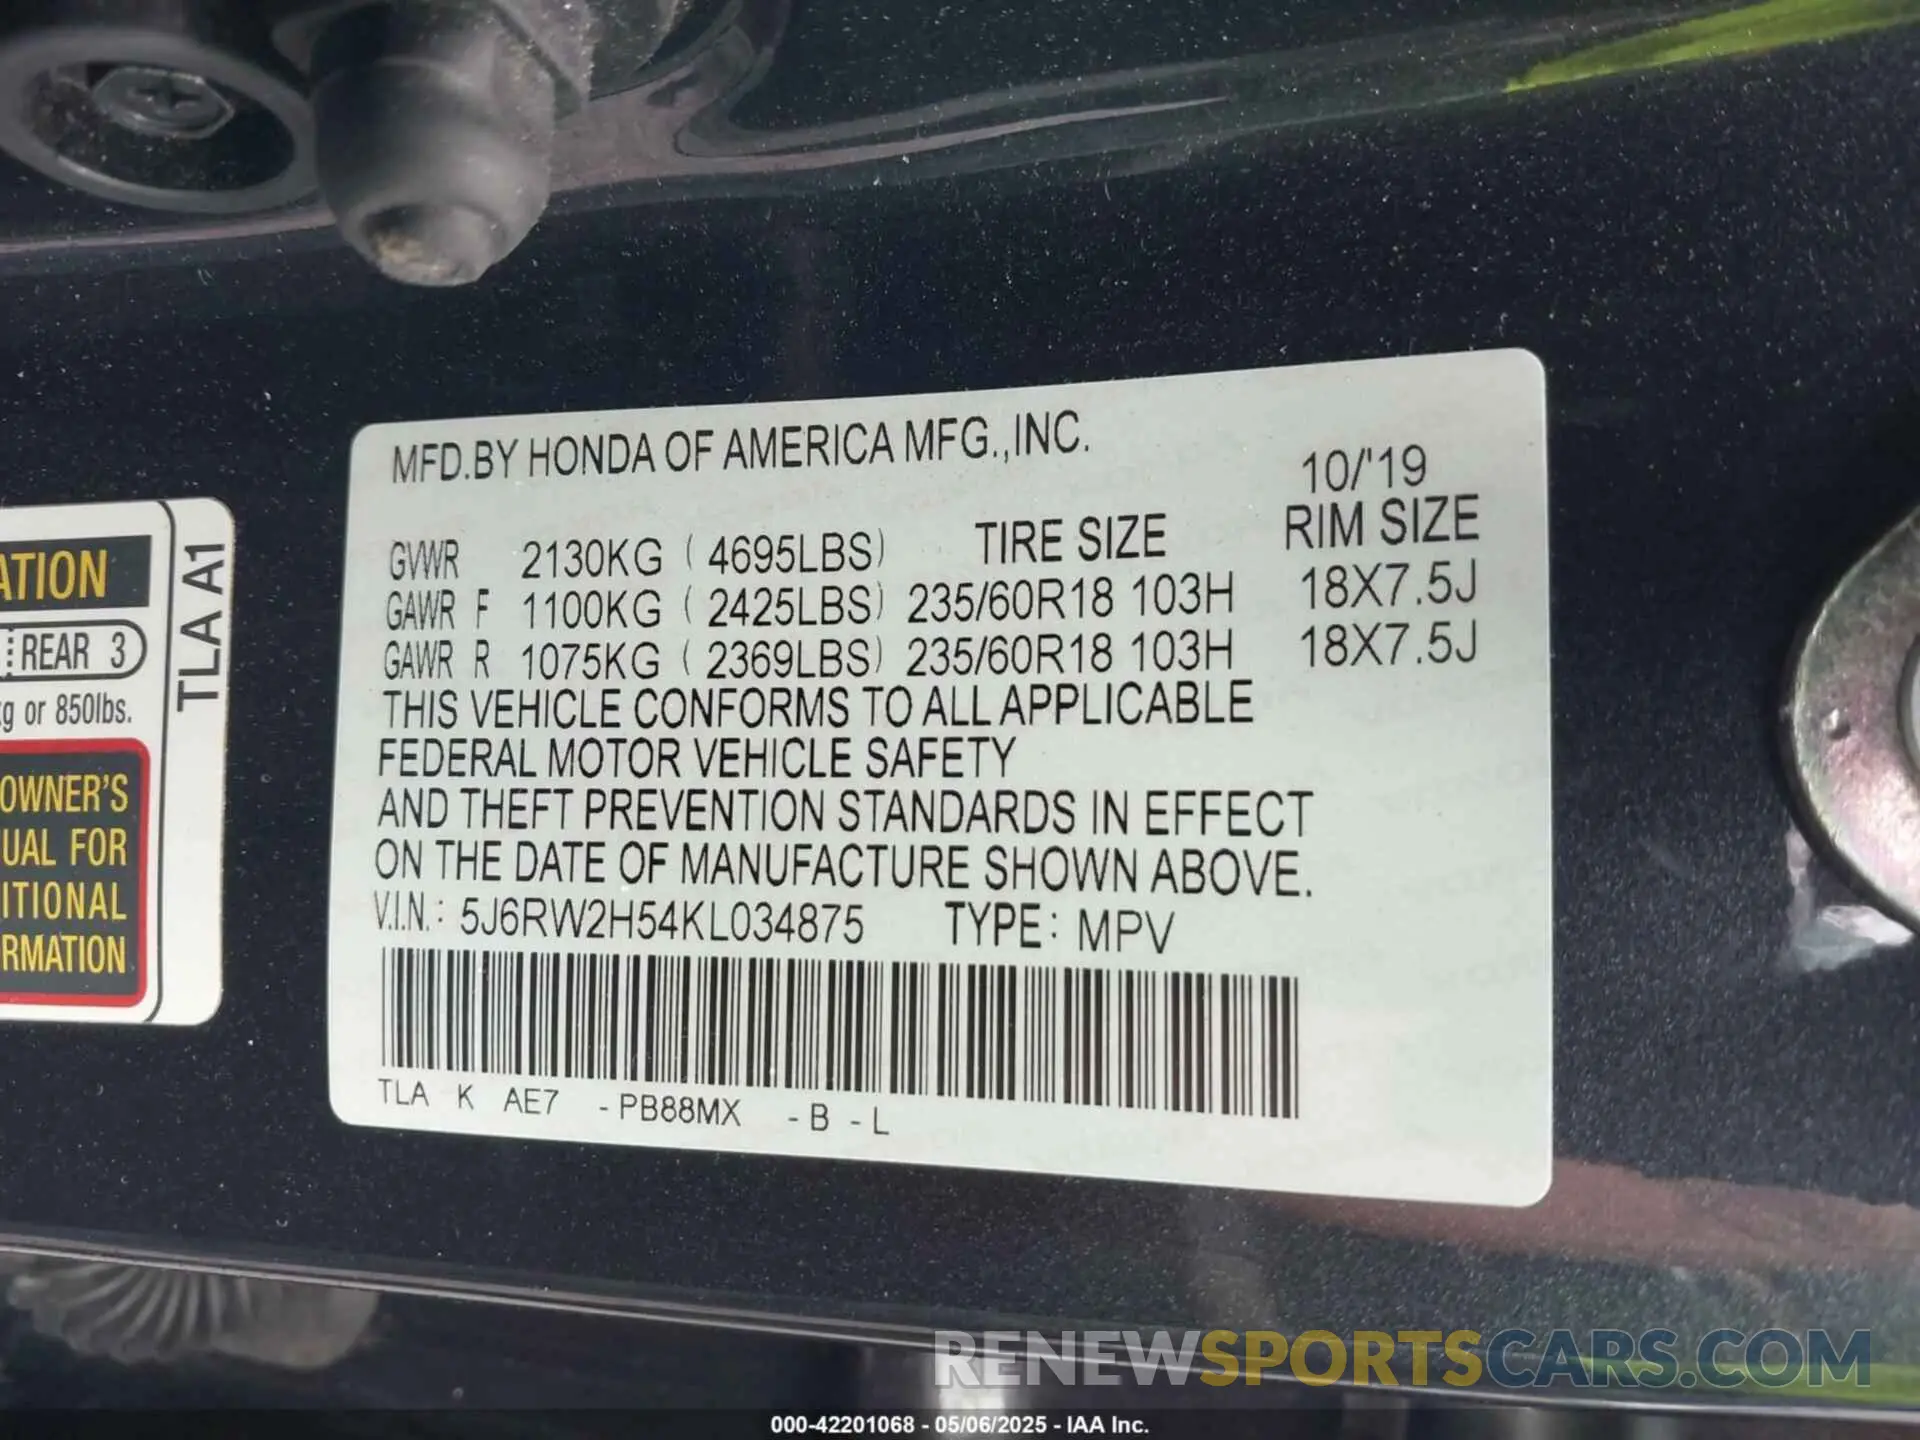 MFD.BY HONDA OF AMERICA MFG.,INC.
10/'19
GVWR 2130KG ( 4695LBS) TIRE SIZE RIM SIZE
GAWR F 1100KG ( 2425LBS) 235/60R18 103H 18X7.5J
GAWR R 1075KG ( 2369LBS) 235/60R18 103H 18X7.5J
THIS VEHICLE CONFORMS TO ALL APPLICABLE
FEDERAL MOTOR VEHICLE SAFETY
AND THEFT PREVENTION STANDARDS IN EFFECT
ON THE DATE OF MANUFACTURE SHOWN ABOVE.
V.I.N.: 5J6RW2H54KL034875 TYPE: MPV
TLA K AE7 -PB88MX -B -L
ATION
REAR 3
kg or 850lbs.
OWNER'S
UAL FOR
ITIONAL
RMATION
TLA A1
RENEWSPORTSCARS.COM
000-42201068 - 05/06/2025 - IAA Inc.